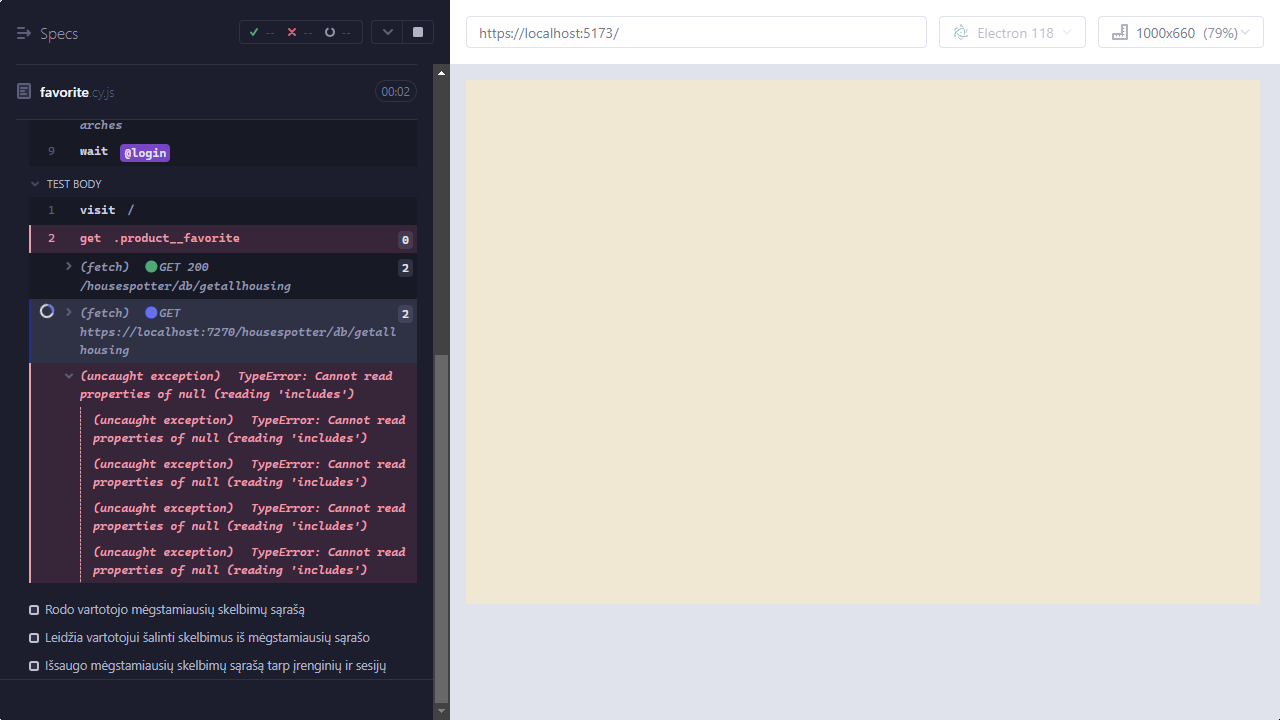 Specs
--
--
--
https://localhost:5173/
Electron 118
1000x660 (79%)
favorite.cy.js
00:02
arches
9 wait @login
TEST BODY
1 visit /
2 get .product__favorite 0
(fetch) GET 200 2
/housespotter/db/getallhousing
(fetch) GET 2
https://localhost:7270/housespotter/db/getall
housing
(uncaught exception) TypeError: Cannot read
properties of null (reading 'includes')
(uncaught exception) TypeError: Cannot read
properties of null (reading 'includes')
(uncaught exception) TypeError: Cannot read
properties of null (reading 'includes')
(uncaught exception) TypeError: Cannot read
properties of null (reading 'includes')
(uncaught exception) TypeError: Cannot read
properties of null (reading 'includes')
Rodo vartotojo mėgstamiausių skelbimų sąrašą
Leidžia vartotojui šalinti skelbimus iš mėgstamiausių sąrašo
Išsaugo mėgstamiausių skelbimų sąrašą tarp įrenginių ir sesijų